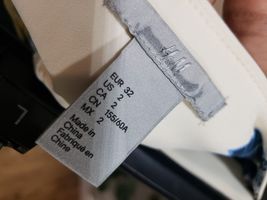 H&M
EUR 32
US 2
CA 2
CN 155/60A
MX 2
Made in
China
Fabriqué en
Chine
L